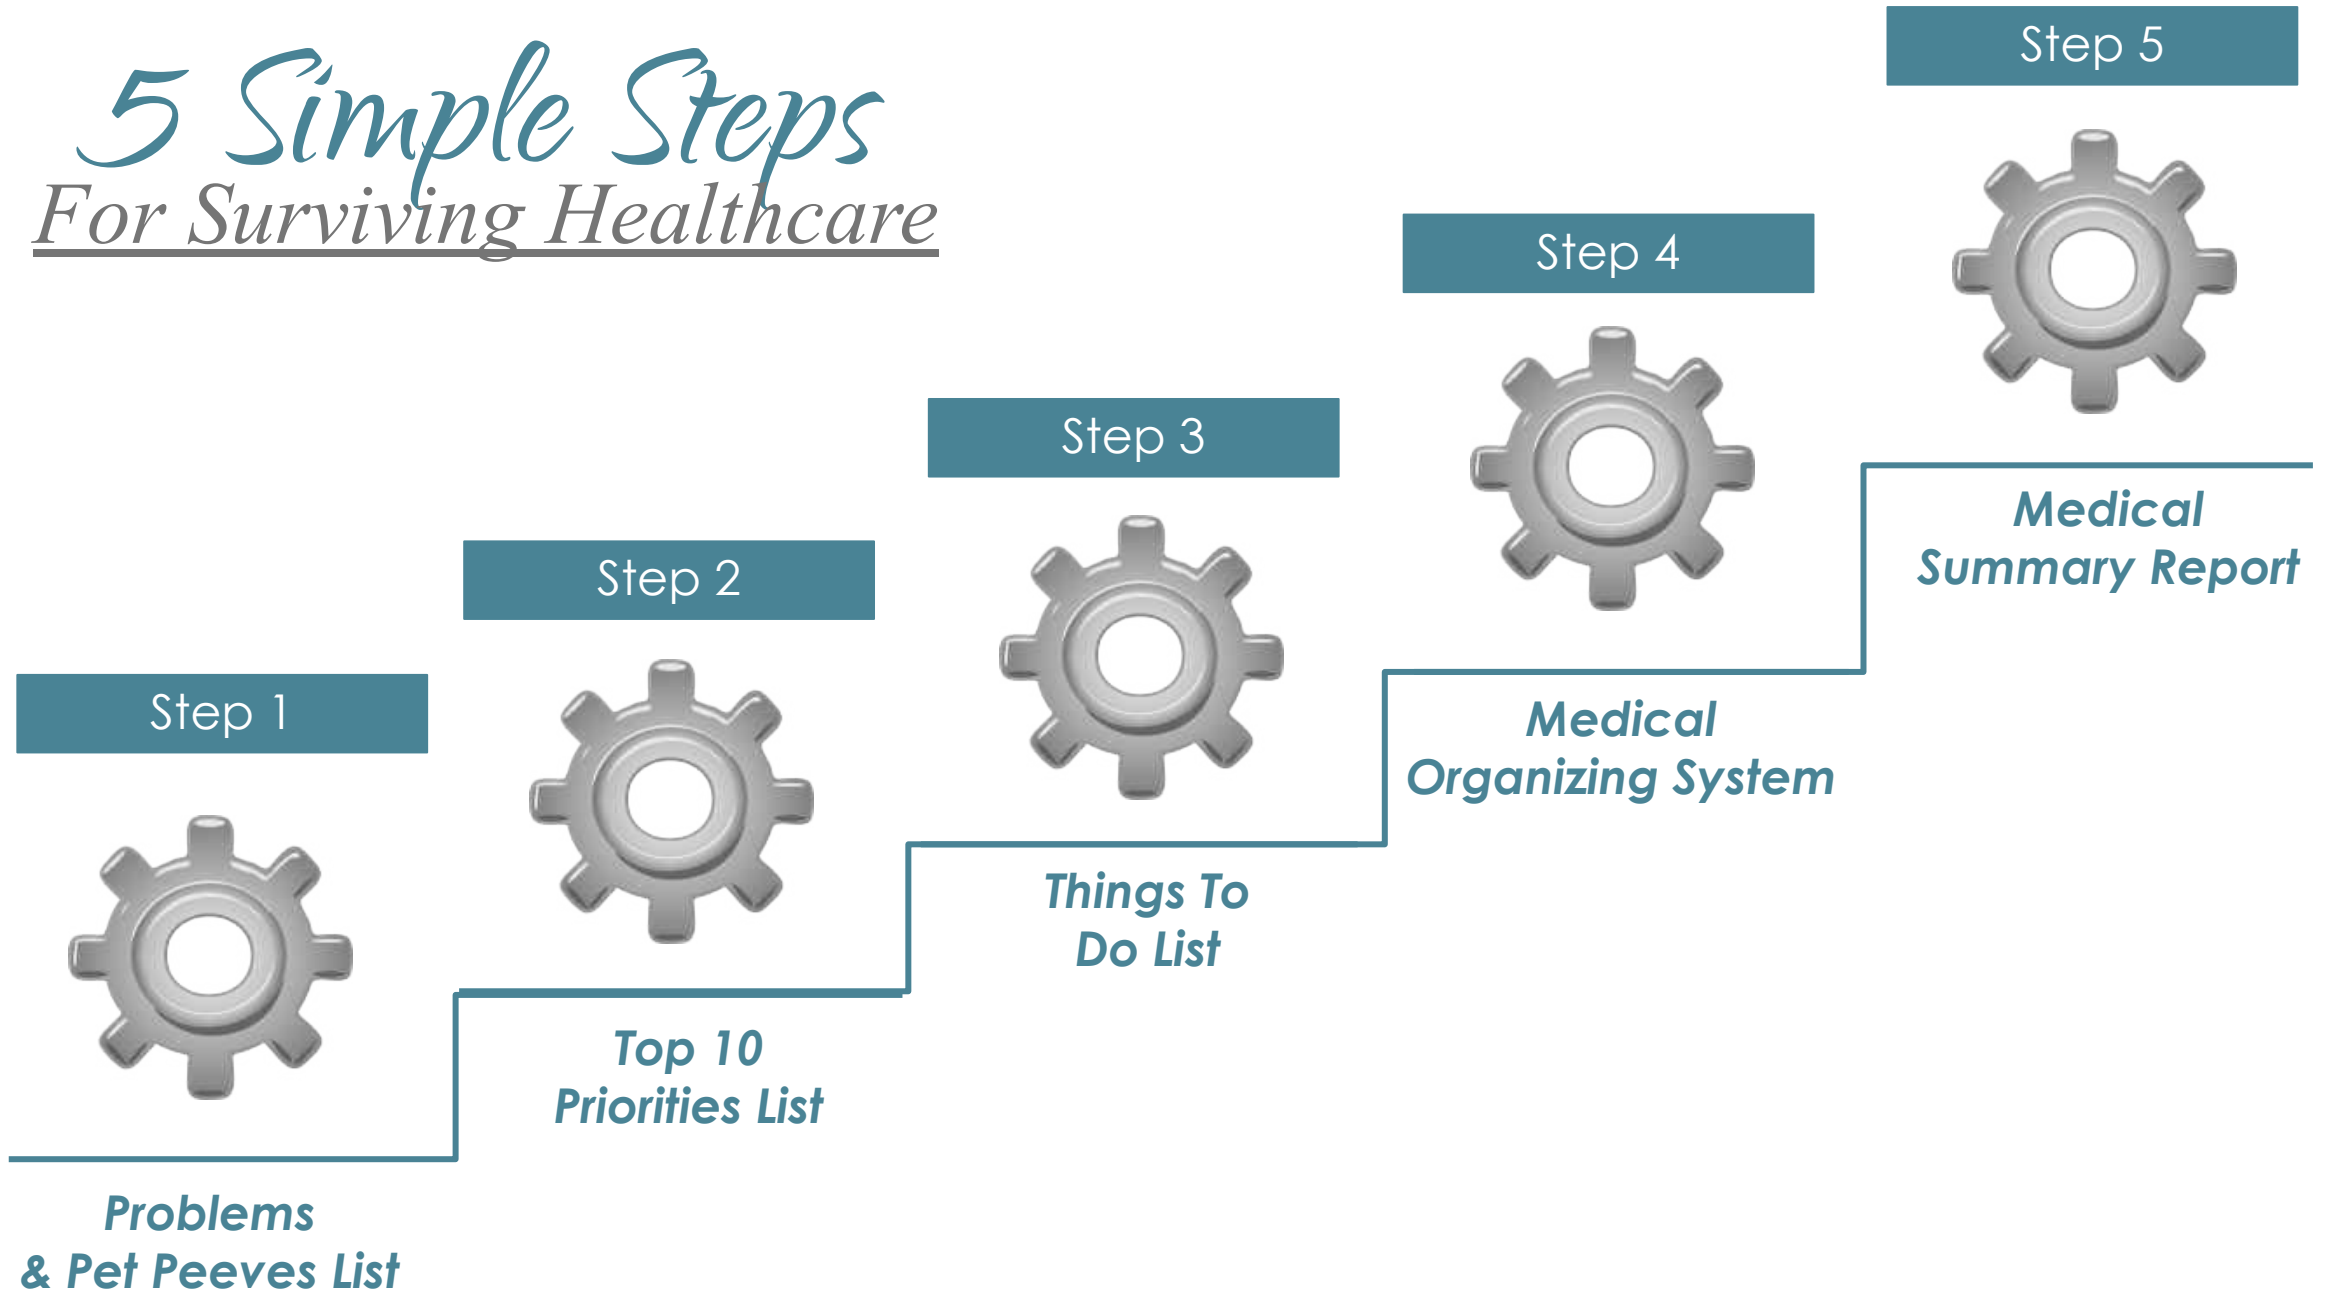 5 Simple Steps
For Surviving Healthcare
Step 1
Problems
& Pet Peeves List
Step 2
Top 10
Priorities List
Step 3
Things To
Do List
Step 4
Medical
Organizing System
Step 5
Medical
Summary Report